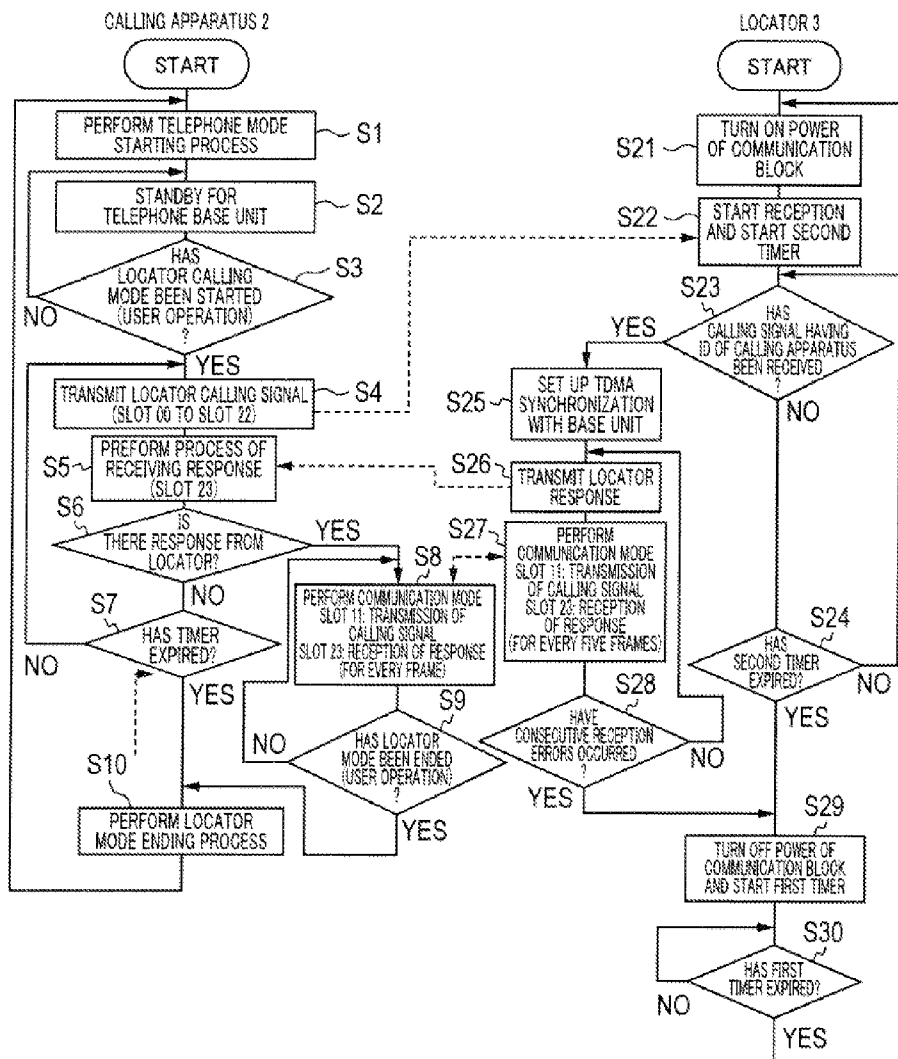 CALLING APPARATUS 2
START
PERFORM TELEPHONE MODE
STARTING PROCESS
S1
STANDBY FOR
TELEPHONE BASE UNIT
S2
HAS
LOCATOR CALLING
MODE BEEN STARTED
(USER OPERATION)
?
S3
NO
YES
TRANSMIT LOCATOR CALLING SIGNAL
(SLOT 00 TO SLOT 22)
S4
PREFORM PROCESS OF
RECEIVING RESPONSE
(SLOT 23)
S5
S6
IS
THERE RESPONSE FROM
LOCATOR?
YES
NO
S7
HAS TIMER
EXPIRED?
NO
YES
S8
PERFORM COMMUNICATION MODE
SLOT 11: TRANSMISSION OF
CALLING SIGNAL
SLOT 23: RECEPTION OF RESPONSE
(FOR EVERY FRAME)
S9
HAS LOCATOR
MODE BEEN ENDED
(USER OPERATION)
?
NO
YES
S10
PERFORM LOCATOR
MODE ENDING PROCESS
LOCATOR 3
START
S21
TURN ON POWER
OF COMMUNICATION
BLOCK
S22
START RECEPTION
AND START SECOND
TIMER
S23
HAS
CALLING SIGNAL HAVING
ID OF CALLING APPARATUS
BEEN RECEIVED
?
YES
NO
S25
SET UP TDMA
SYNCHRONIZATION
WITH BASE UNIT
S26
TRANSMIT LOCATOR
RESPONSE
S27
PERFORM
COMMUNICATION MODE
SLOT 11: TRANSMISSION
OF CALLING SIGNAL
SLOT 23: RECEPTION
OF RESPONSE
(FOR EVERY FIVE FRAMES)
S28
HAVE
CONSECUTIVE RECEPTION
ERRORS OCCURRED
?
NO
YES
S24
HAS
SECOND TIMER
EXPIRED?
NO
YES
S29
TURN OFF POWER OF
COMMUNICATION BLOCK
AND START FIRST TIMER
S30
HAS FIRST
TIMER EXPIRED?
NO
YES